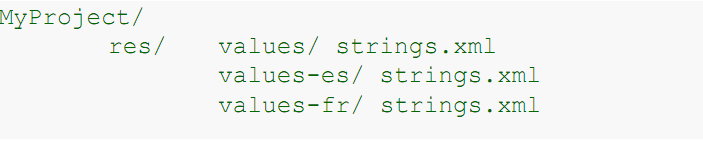 MyProject/
res/ values/ strings.xml
values-es/ strings.xml
values-fr/ strings.xml